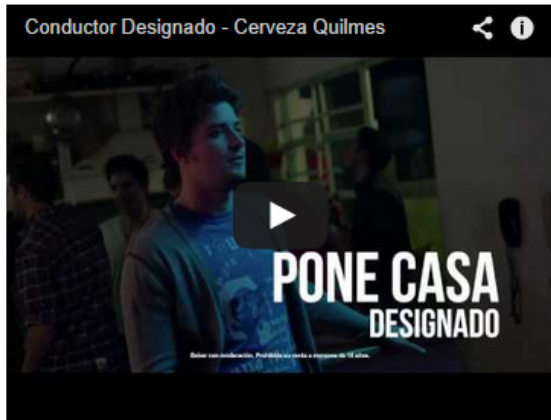 Conductor Designado - Cerveza Quilmes
PONE CASA
DESIGNADO
Beber con moderación. Prohibida su venta a menores de 18 años.